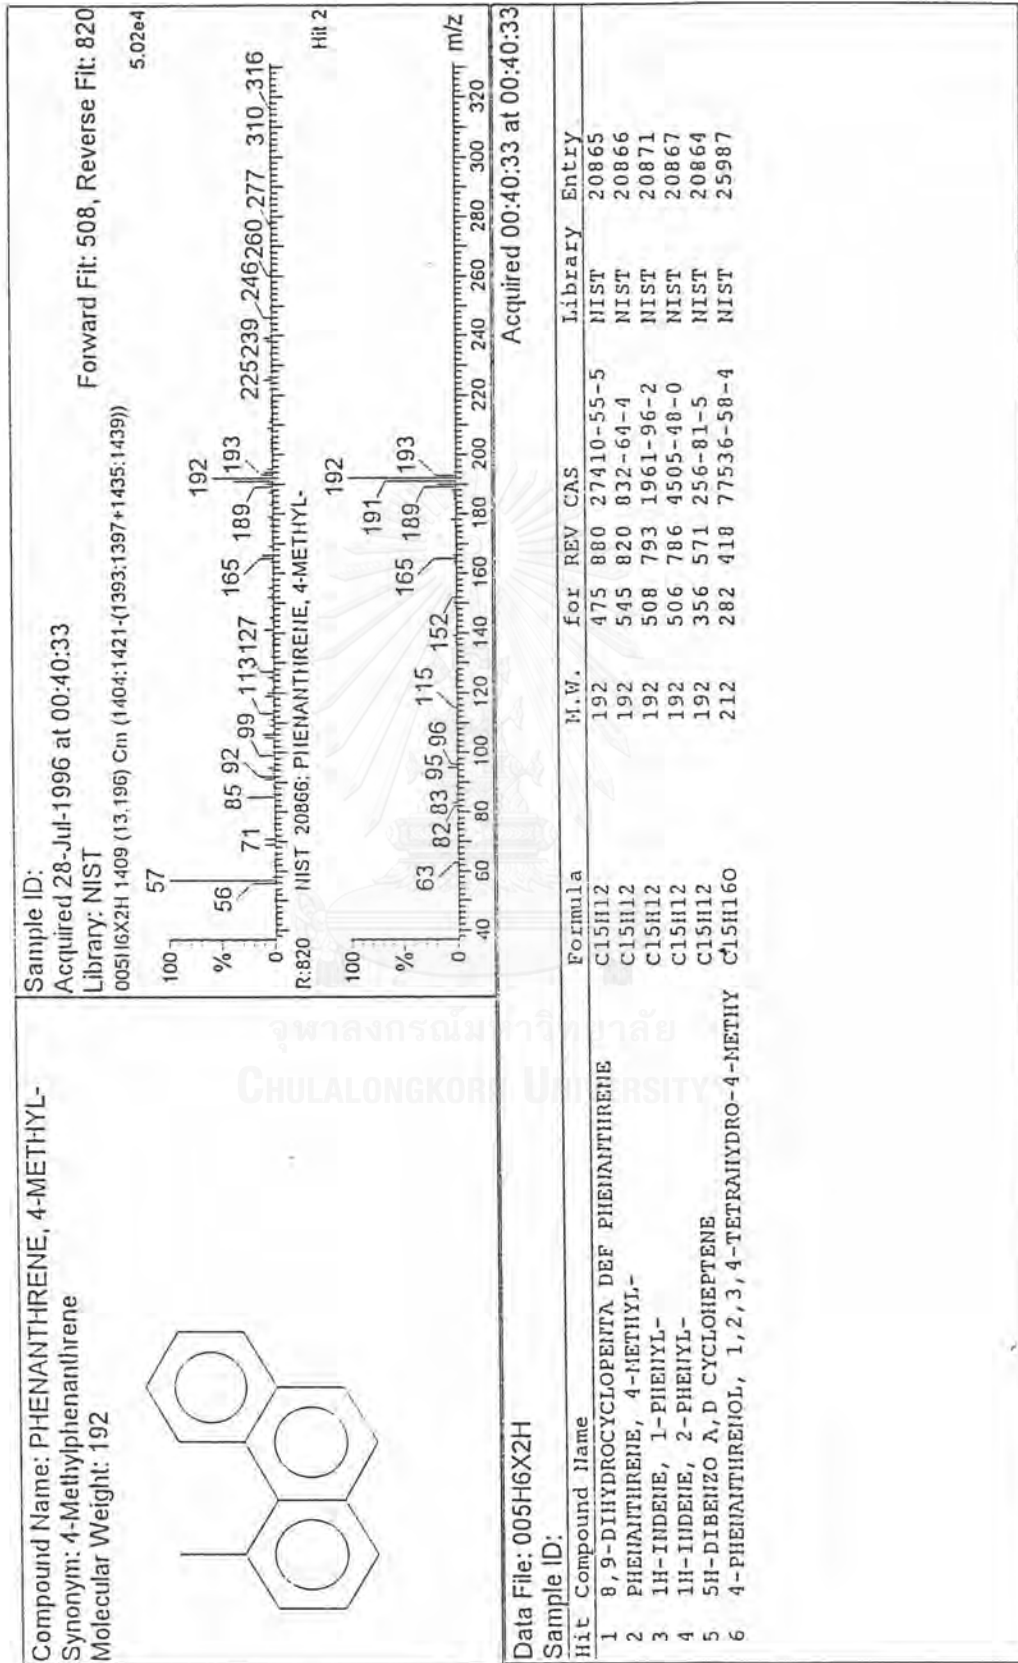 Compound Name: PHENANTHRENE, 4-METHYL-
Synonym: 4-Methylphenanthrene
Molecular Weight: 192
Sample ID:
Acquired 28-Jul-1996 at 00:40:33
Library: NIST Forward Fit: 508, Reverse Fit: 820
005H6X2H 1409 (13.196) Cm (1404:1421-(1393:1397+1435:1439))
5.02e4
100
%
0
56
57
71
85
92
99
113
127
165
189
192
193
225
239
246
260
277
310
316
R:820 NIST 20866: PHENANTHRENE, 4-METHYL-
Hit 2
100
%
0
63
82
83
95
96
115
152
165
189
191
192
193
40 60 80 100 120 140 160 180 200 220 240 260 280 300 320 m/z
จุฬาลงกรณ์มหาวิทยาลัย
CHULALONGKORN UNIVERSITY
Data File: 005H6X2H Acquired 00:40:33 at 00:40:33
Sample ID:
Hit Compound Name Formula M.W. for REV CAS Library Entry
1 8,9-DIHYDROCYCLOPENTA DEF PHENANTHRENE C15H12 192 475 880 27410-55-5 NIST 20865
2 PHENANTHRENE, 4-METHYL- C15H12 192 545 820 832-64-4 NIST 20866
3 1H-INDENE, 1-PHENYL- C15H12 192 508 793 1961-96-2 NIST 20871
4 1H-INDENE, 2-PHENYL- C15H12 192 506 786 4505-48-0 NIST 20867
5 5H-DIBENZO A,D CYCLOHEPTENE C15H12 192 356 571 256-81-5 NIST 20864
6 4-PHENANTHRENOL, 1,2,3,4-TETRAHYDRO-4-METHY C15H16O 212 282 418 77536-58-4 NIST 25987